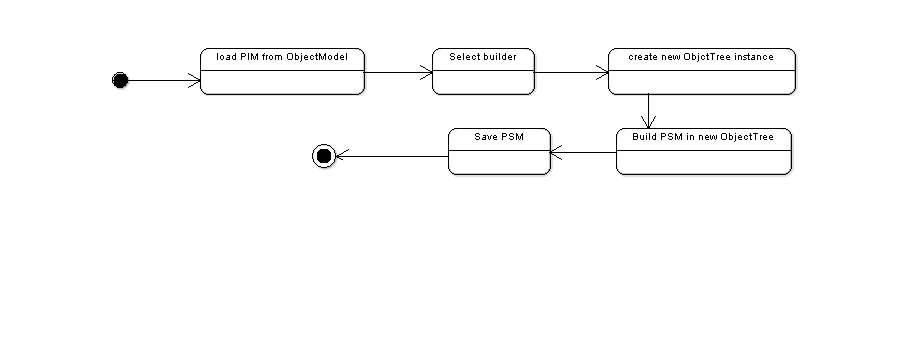 load PIM from ObjectModel
Select builder
create new ObjctTree instance
Build PSM in new ObjectTree
Save PSM